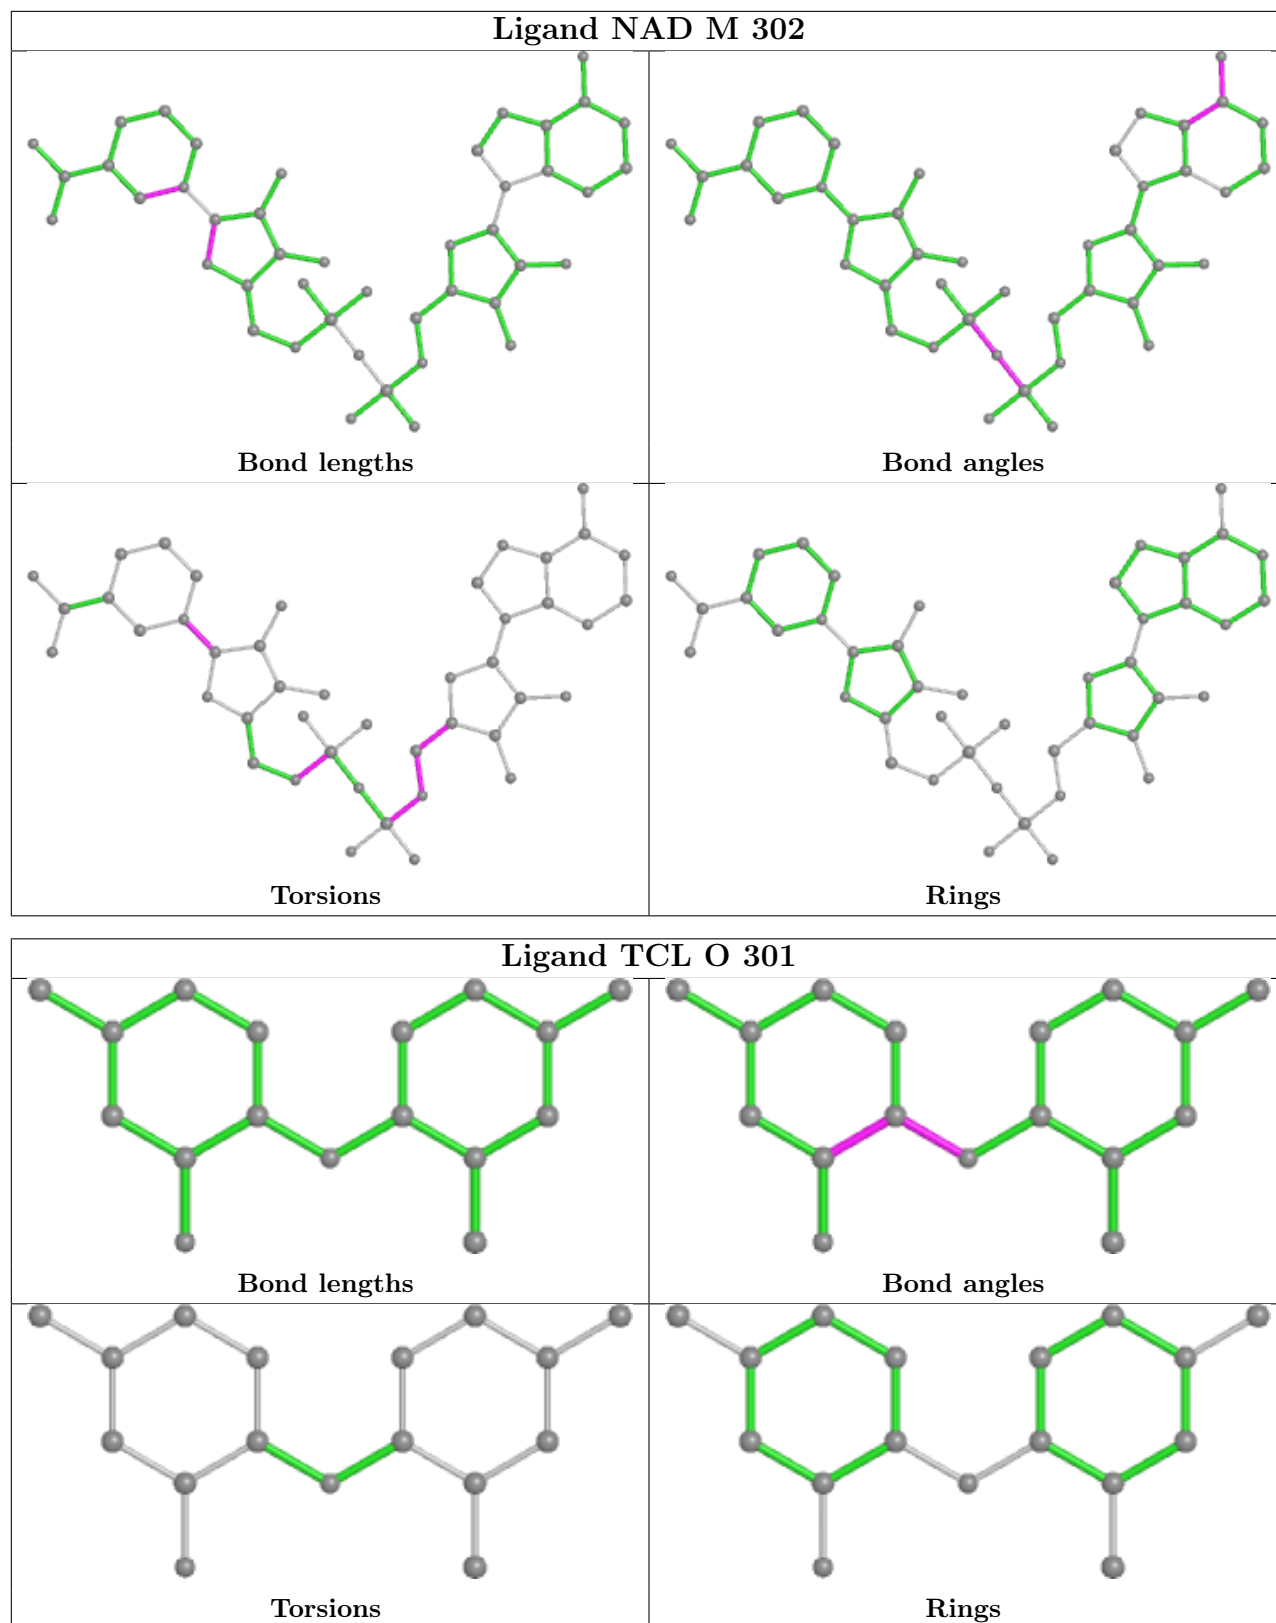 Ligand NAD M 302
Bond lengths
Bond angles
Torsions
Rings
Ligand TCL O 301
Bond lengths
Bond angles
Torsions
Rings